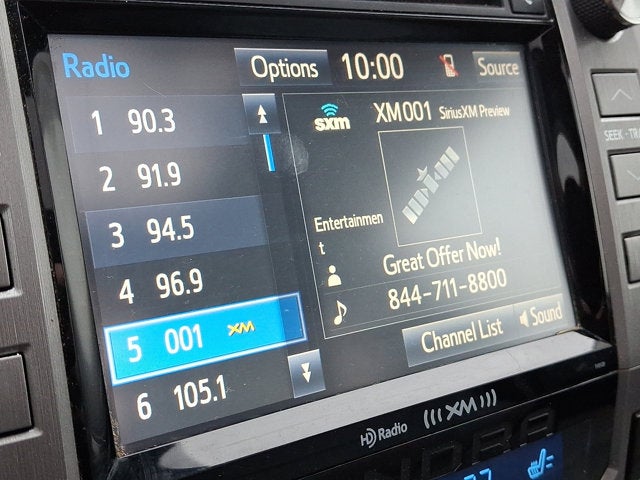 Radio Options 10:00 Source
1 90.3
2 91.9
3 94.5
4 96.9
5 001 XM
6 105.1
sxm XM001 SiriusXM Preview
Entertainmen
t
Great Offer Now!
844-711-8800
Channel List Sound
HD Radio XM
SEEK